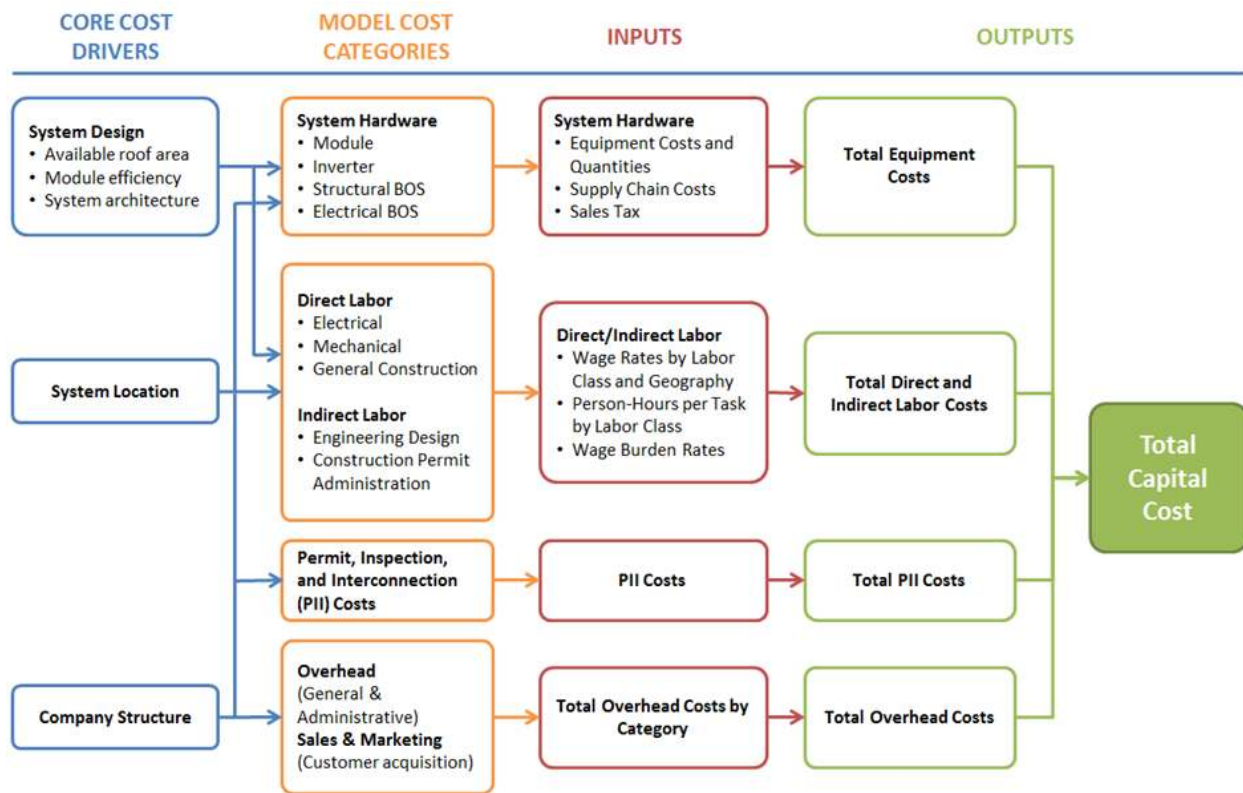 CORE COST
DRIVERS
MODEL COST
CATEGORIES
INPUTS
OUTPUTS
System Design
• Available roof area
• Module efficiency
• System architecture
System Hardware
• Module
• Inverter
• Structural BOS
• Electrical BOS
System Hardware
• Equipment Costs and
Quantities
• Supply Chain Costs
• Sales Tax
Total Equipment
Costs
System Location
Direct Labor
• Electrical
• Mechanical
• General Construction
Indirect Labor
• Engineering Design
• Construction Permit
Administration
Direct/Indirect Labor
• Wage Rates by Labor
Class and Geography
• Person-Hours per Task
by Labor Class
• Wage Burden Rates
Total Direct and
Indirect Labor Costs
Total
Capital
Cost
Permit, Inspection,
and Interconnection
(PII) Costs
PII Costs
Total PII Costs
Company Structure
Overhead
(General &
Administrative)
Sales & Marketing
(Customer acquisition)
Total Overhead Costs by
Category
Total Overhead Costs